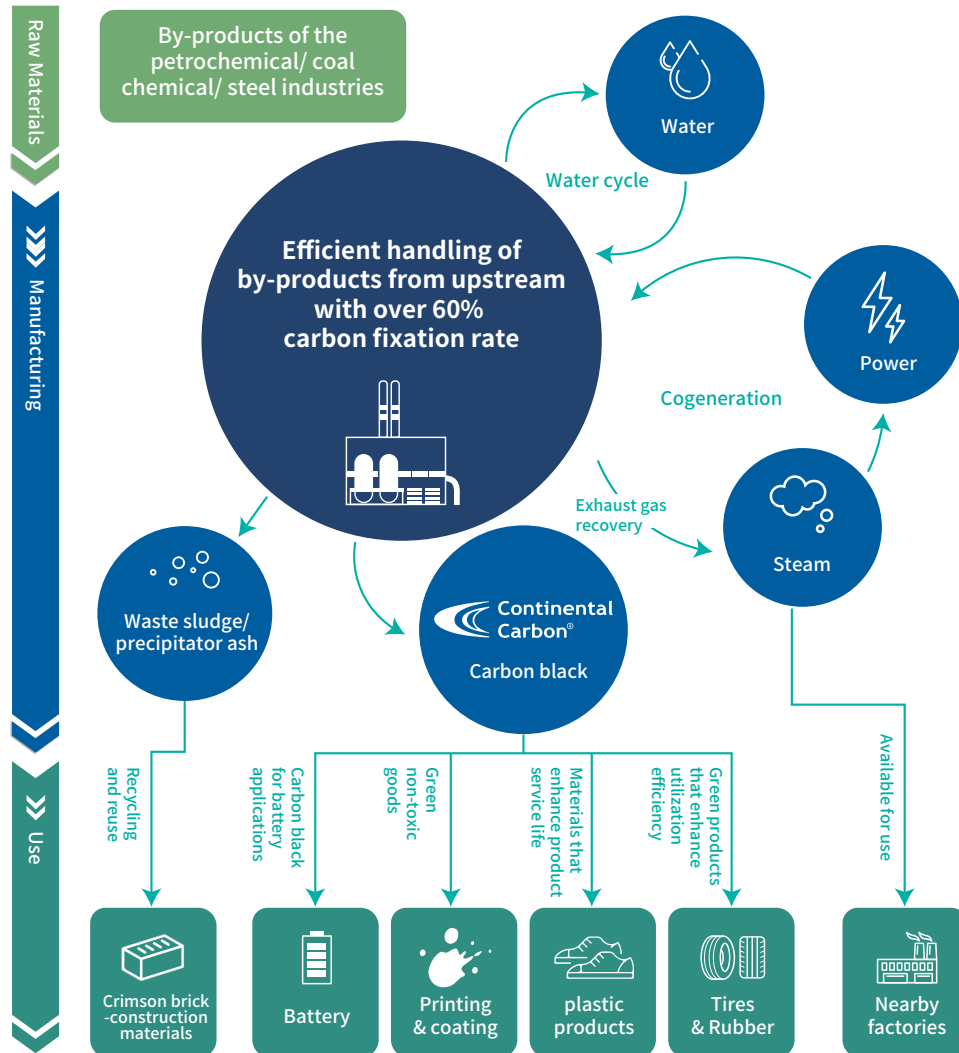 Raw Materials
By-products of the
petrochemical/ coal
chemical/ steel industries
Water
Water cycle
Manufacturing
Efficient handling of
by-products from upstream
with over 60%
carbon fixation rate
Power
Cogeneration
Exhaust gas
recovery
Steam
Waste sludge/
precipitator ash
Continental
Carbon®
Carbon black
Use
Recycling
and reuse
Carbon black
for battery
applications
Green
non-toxic
goods
Materials that
enhance product
service life
Green products
that enhance
utilization
efficiency
Available for use
Crimson brick
-construction
materials
Battery
Printing
& coating
plastic
products
Tires
& Rubber
Nearby
factories